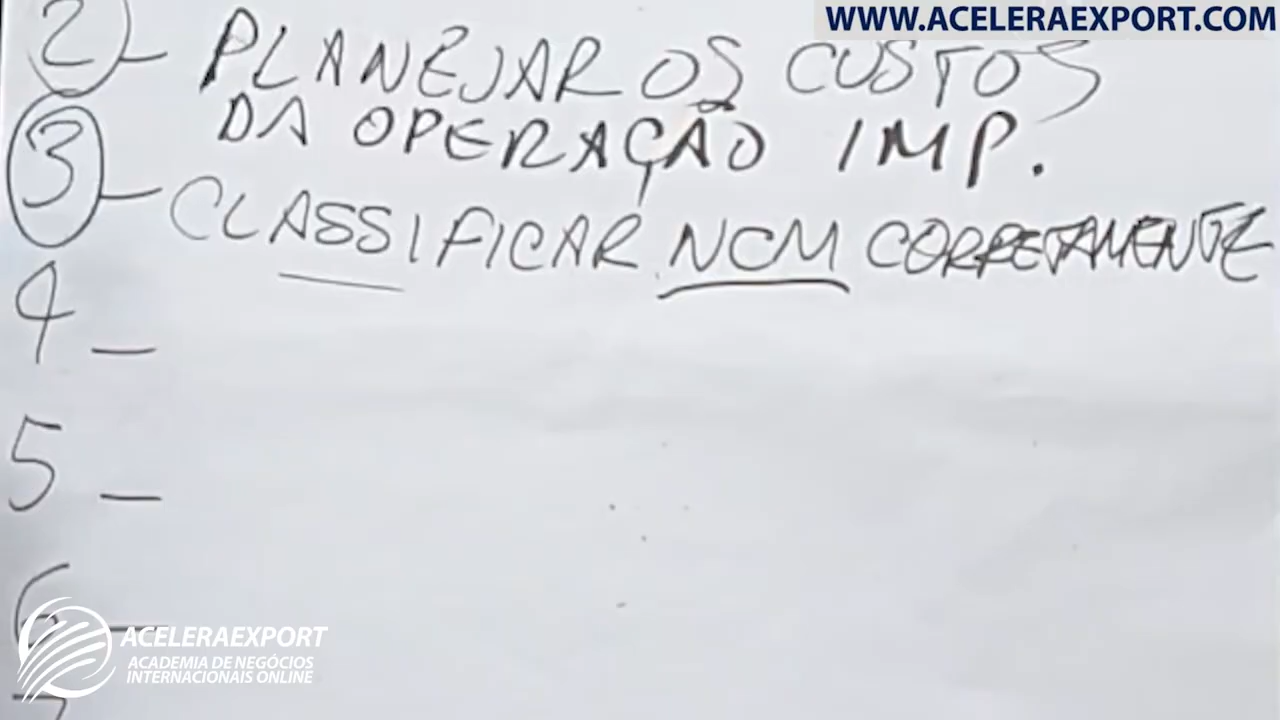 WWW.ACELERAEXPORT.COM
2- PLANEJAR OS CUSTOS
DA OPERAÇÃO IMP.
3- CLASSIFICAR NCM CORRETAMENTE
4 -
5 -
6 -
ACELERAEXPORT
ACADEMIA DE NEGÓCIOS
INTERNACIONAIS ONLINE